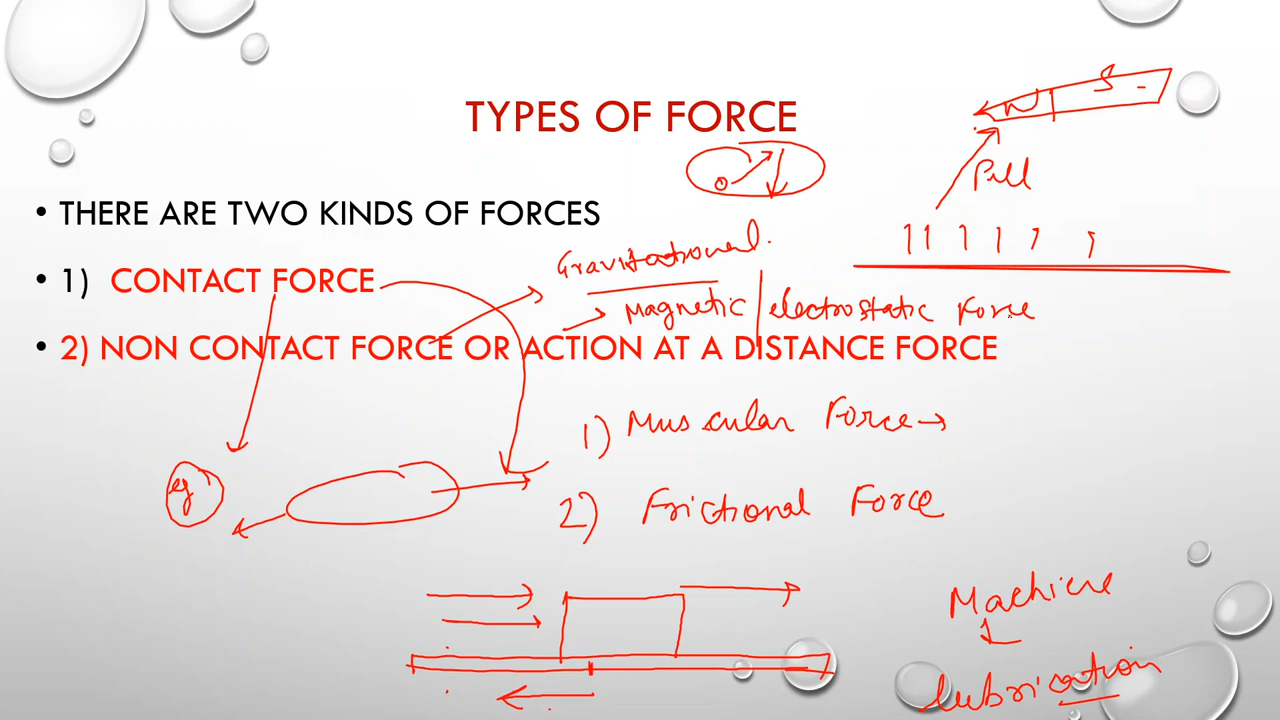 TYPES OF FORCE
N S
Pull
• THERE ARE TWO KINDS OF FORCES
Gravitational.
• 1) CONTACT FORCE
Magnetic electrostatic Force
• 2) NON CONTACT FORCE OR ACTION AT A DISTANCE FORCE
1) Muscular Force →
eg
2) Frictional Force
Machine
lubrication